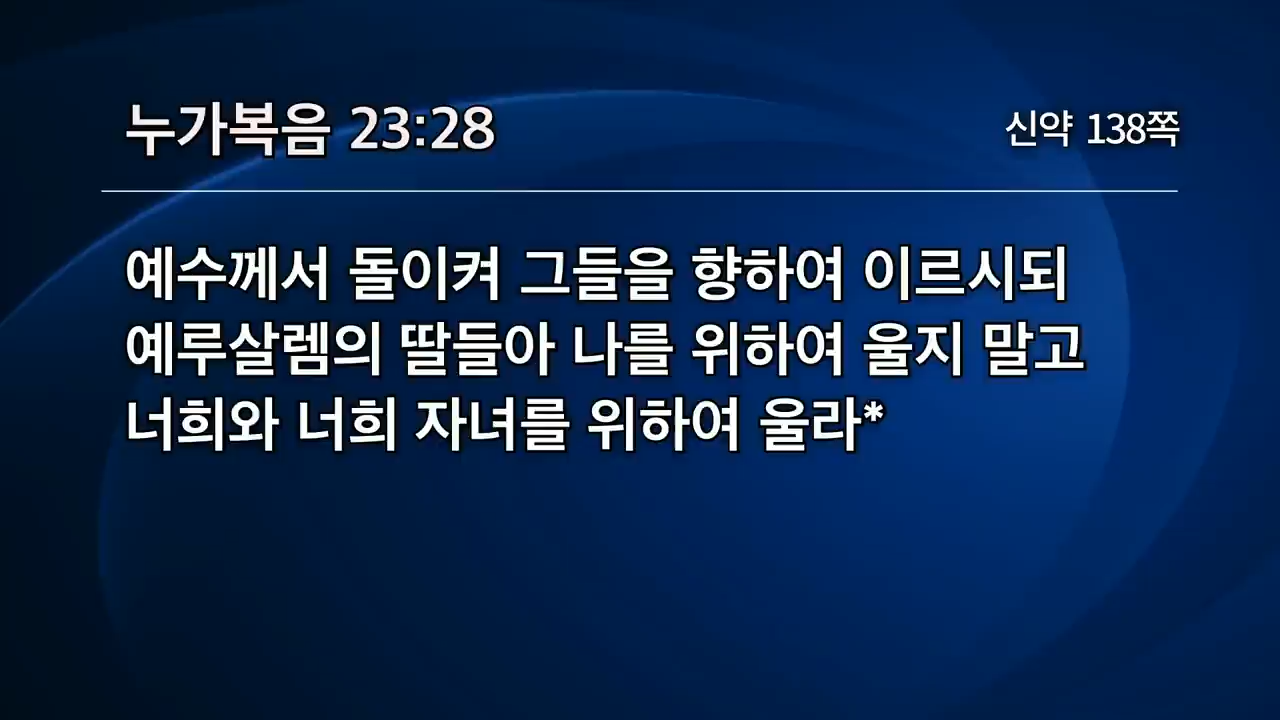 누가복음 23:28
신약 138쪽
예수께서 돌이켜 그들을 향하여 이르시되
예루살렘의 딸들아 나를 위하여 울지 말고
너희와 너희 자녀를 위하여 울라*